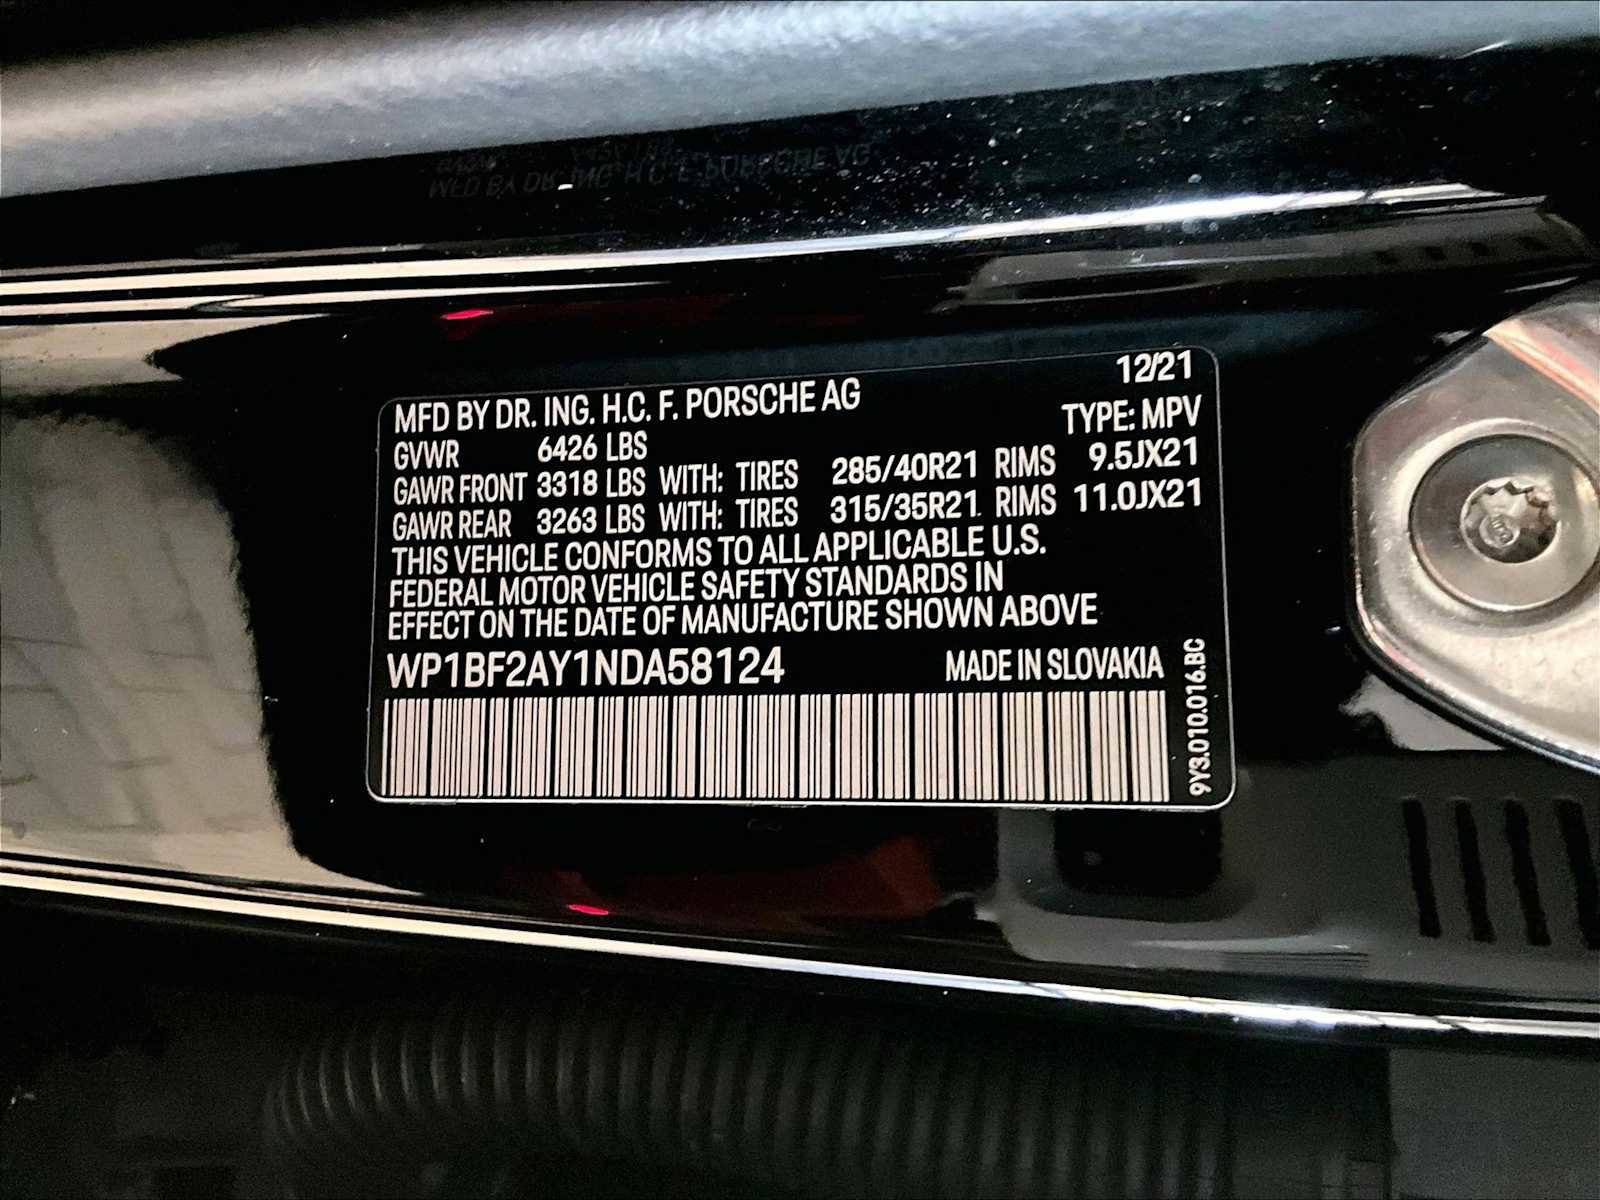 12/21
MFD BY DR. ING. H.C. F. PORSCHE AG
TYPE: MPV
GVWR 6426 LBS
GAWR FRONT 3318 LBS WITH: TIRES 285/40R21 RIMS 9.5JX21
GAWR REAR 3263 LBS WITH: TIRES 315/35R21 RIMS 11.0JX21
THIS VEHICLE CONFORMS TO ALL APPLICABLE U.S.
FEDERAL MOTOR VEHICLE SAFETY STANDARDS IN
EFFECT ON THE DATE OF MANUFACTURE SHOWN ABOVE
WP1BF2AY1NDA58124 MADE IN SLOVAKIA
9Y3.010.016.BC